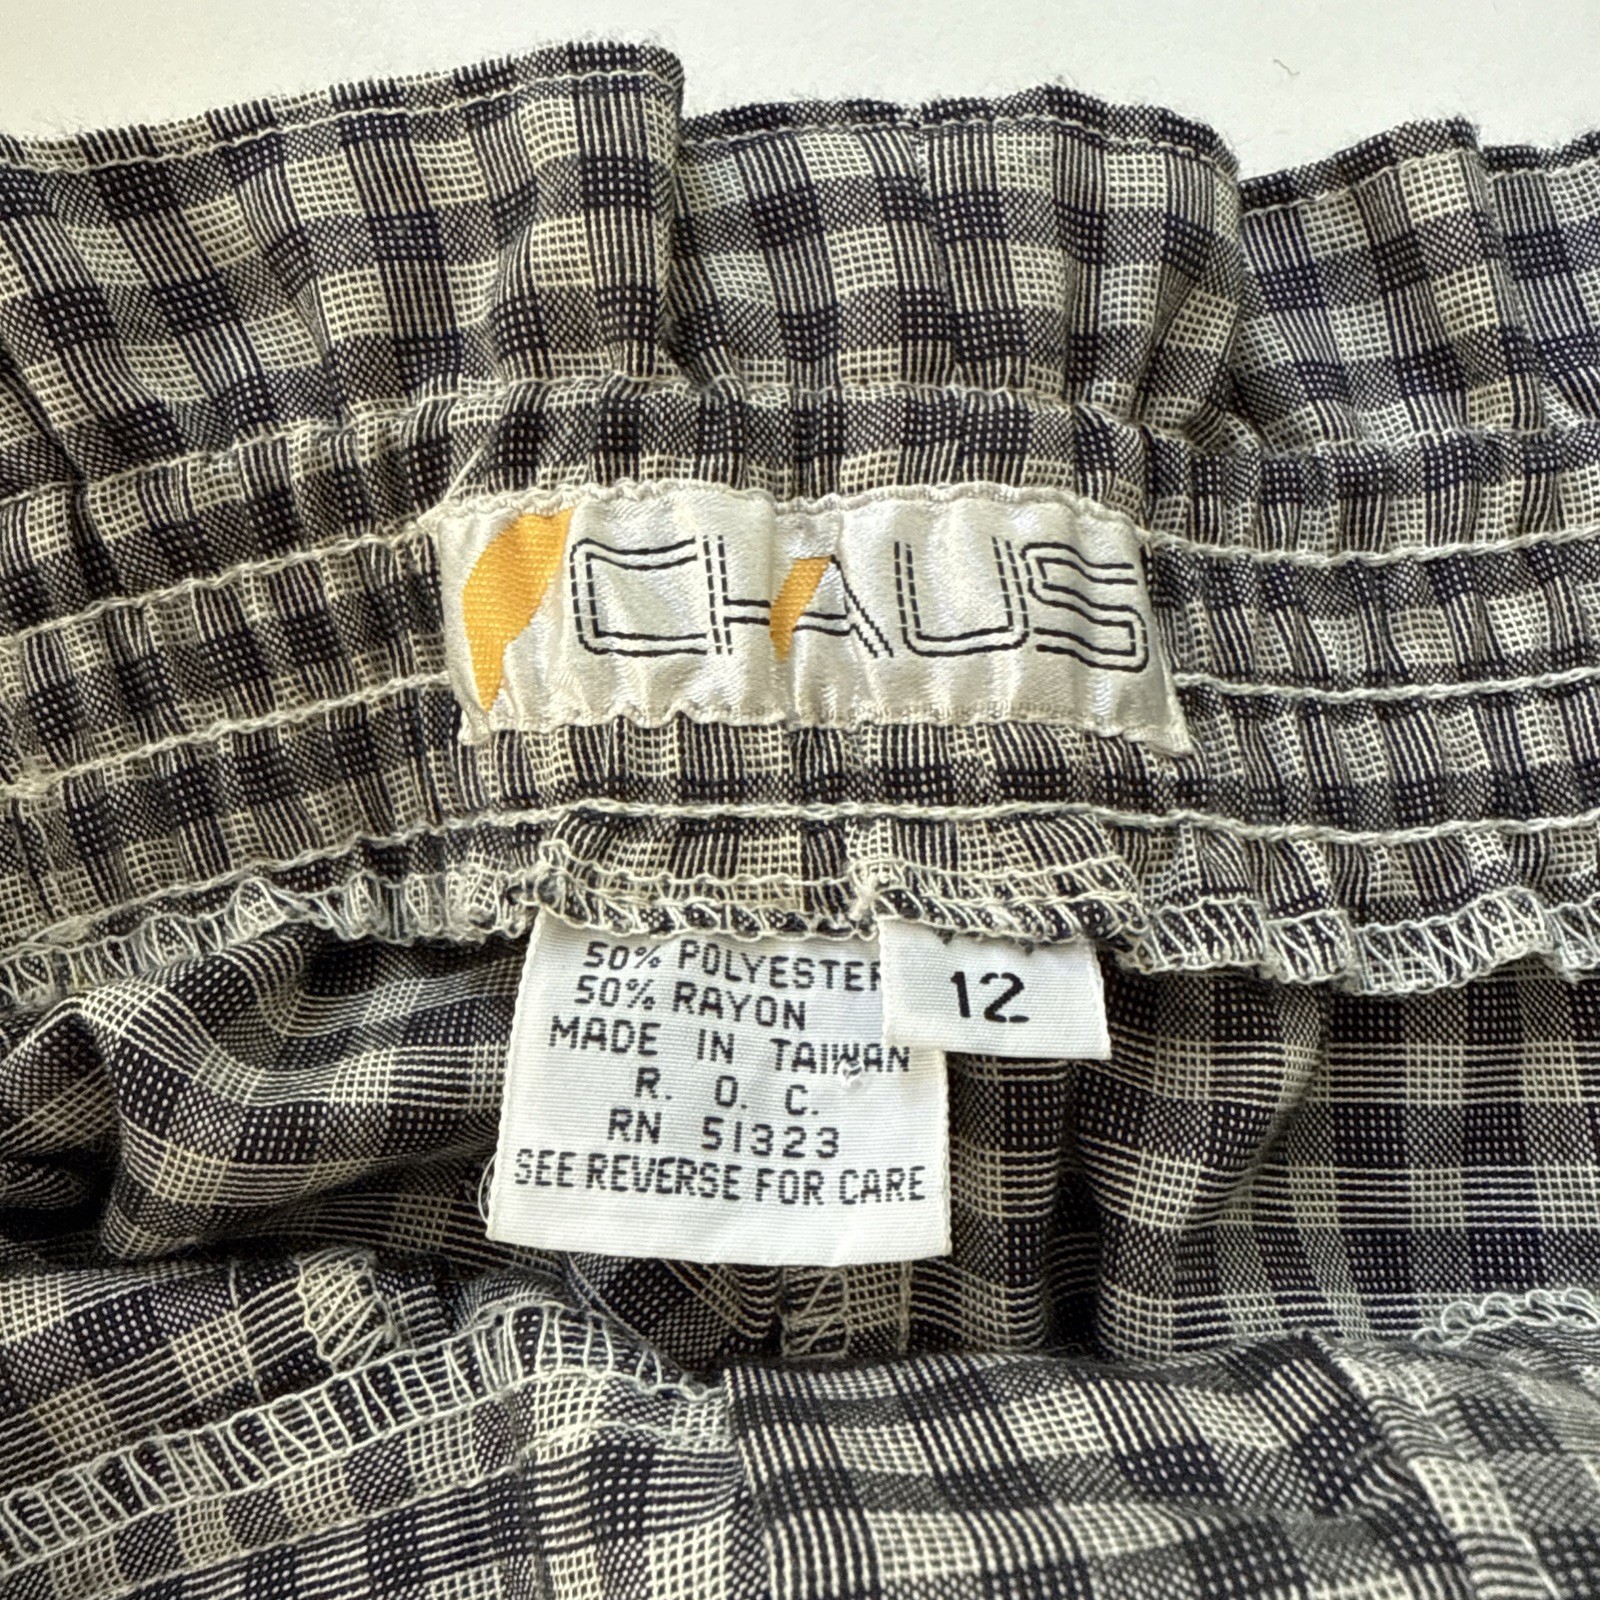 CHAUS
50% POLYESTER
50% RAYON
MADE IN TAIWAN
R. O. C.
RN 51323
SEE REVERSE FOR CARE
12